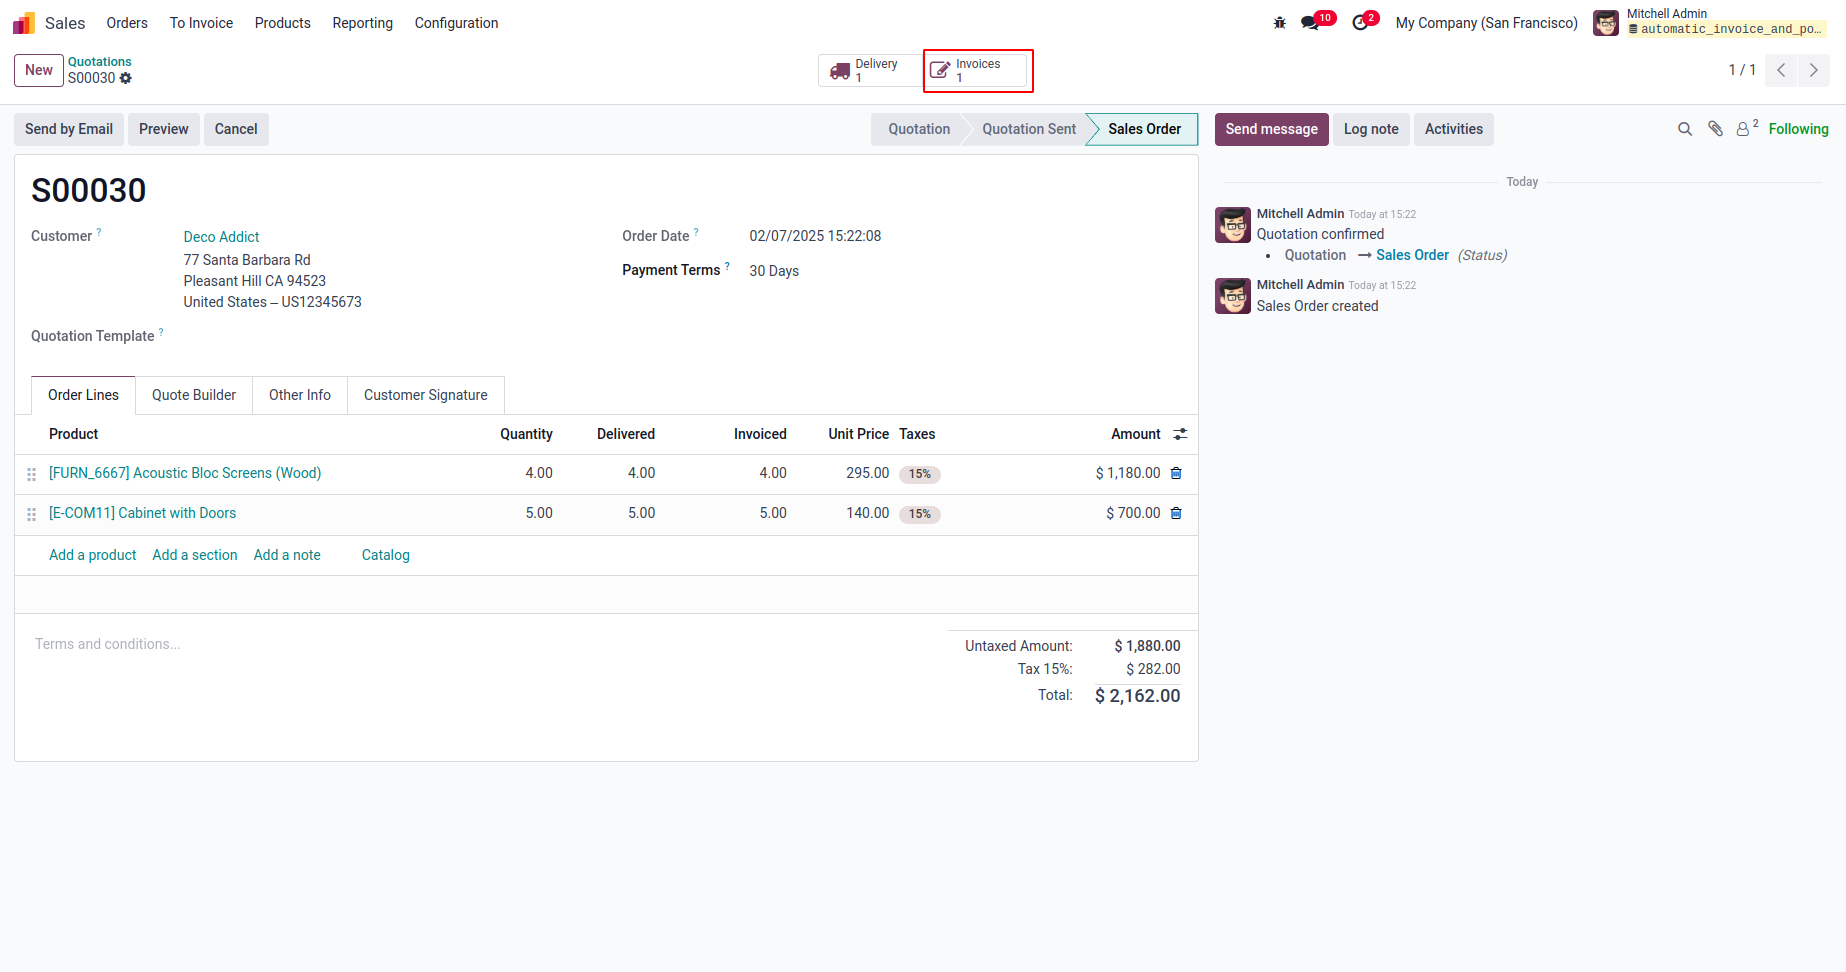 Sales Orders To Invoice Products Reporting Configuration 10 2 My Company (San Francisco) Mitchell Admin
automatic_invoice_and_po...
New Quotations
S00030
Delivery
1
Invoices
1
1 / 1
Send by Email Preview Cancel Quotation Quotation Sent Sales Order Send message Log note Activities 2 Following
S00030
Customer ? Deco Addict
77 Santa Barbara Rd
Pleasant Hill CA 94523
United States – US12345673
Quotation Template ?
Order Date ? 02/07/2025 15:22:08
Payment Terms ? 30 Days
Order Lines Quote Builder Other Info Customer Signature
Product Quantity Delivered Invoiced Unit Price Taxes Amount
[FURN_6667] Acoustic Bloc Screens (Wood) 4.00 4.00 4.00 295.00 15% $ 1,180.00
[E-COM11] Cabinet with Doors 5.00 5.00 5.00 140.00 15% $ 700.00
Add a product Add a section Add a note Catalog
Terms and conditions...
Untaxed Amount: $ 1,880.00
Tax 15%: $ 282.00
Total: $ 2,162.00
Today
Mitchell Admin Today at 15:22
Quotation confirmed
• Quotation → Sales Order (Status)
Mitchell Admin Today at 15:22
Sales Order created